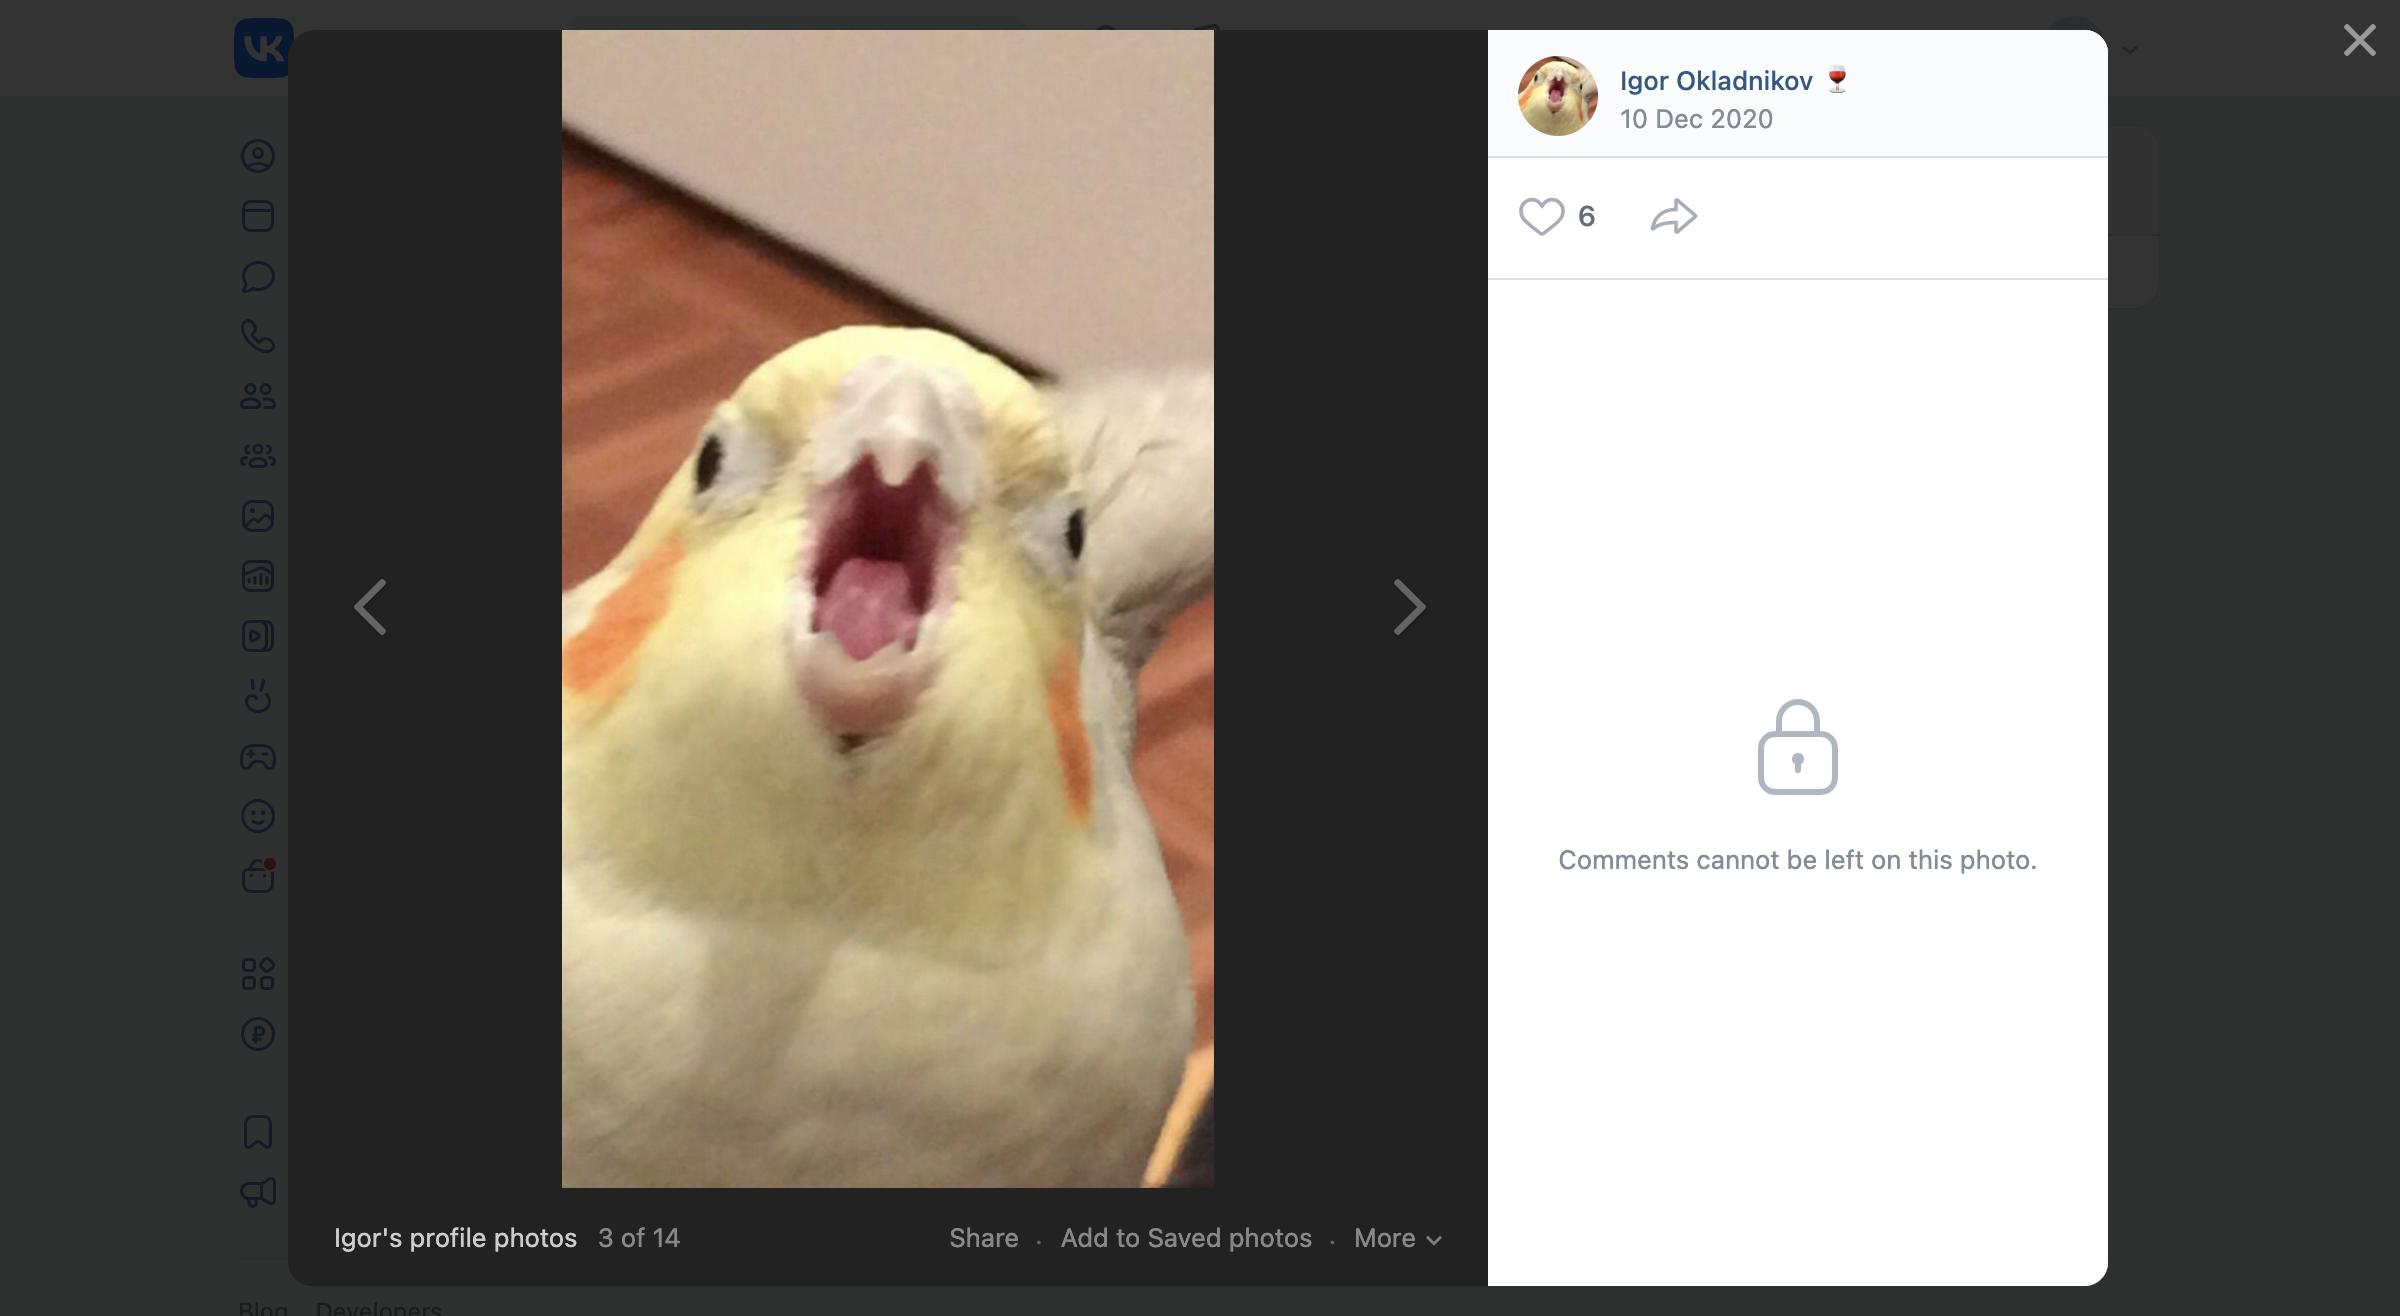 VK
Igor Okladnikov 🍷
10 Dec 2020
6
Comments cannot be left on this photo.
Igor's profile photos 3 of 14
Share · Add to Saved photos · More
Blog Developers